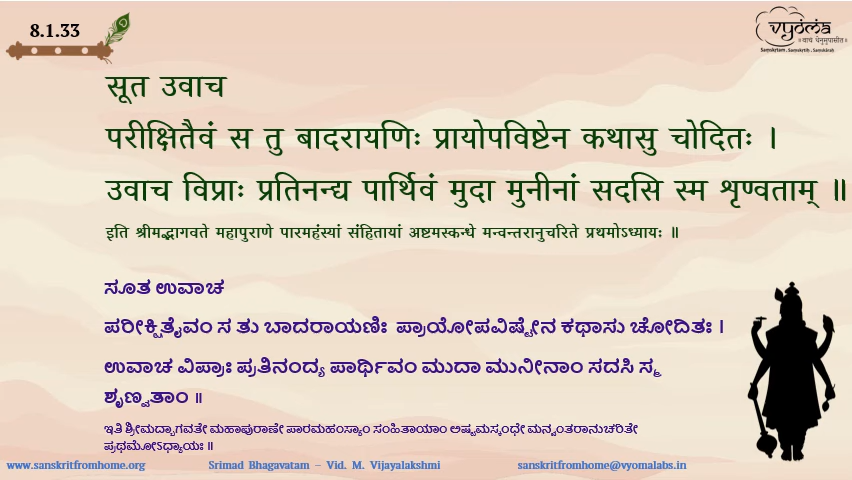 8.1.33
vyoma
॥ वाचं धेनुमुपासीत॥
Samskrtam . Samskrtih . Samskarah
सूत उवाच
परीक्षितैवं स तु बादरायणिः प्रायोपविष्टेन कथासु चोदितः ।
उवाच विप्राः प्रतिनन्द्य पार्थिवं मुदा मुनीनां सदसि स्म शृण्वताम् ॥
इति श्रीमद्भागवते महापुराणे पारमहंस्यां संहितायां अष्टमस्कन्धे मन्वन्तरानुचरिते प्रथमोऽध्यायः ॥
ಸೂತ ಉವಾಚ
ಪರೀಕ್ಷಿತೈವಂ ಸ ತು ಬಾದರಾಯಣಿಃ ಪ್ರಾಯೋಪವಿಷ್ಟೇನ ಕಥಾಸು ಚೋದಿತಃ ।
ಉವಾಚ ವಿಪ್ರಾಃ ಪ್ರತಿನಂದ್ಯ ಪಾರ್ಥಿವಂ ಮುದಾ ಮುನೀನಾಂ ಸದಸಿ ಸ್ಮ
ಶೃಣ್ವತಾಂ ॥
ಇತಿ ಶ್ರೀಮದ್ಭಾಗವತೇ ಮಹಾಪುರಾಣೇ ಪಾರಮಹಂಸ್ಯಾಂ ಸಂಹಿತಾಯಾಂ ಅಷ್ಟಮಸ್ಕಂಧೇ ಮನ್ವಂತರಾನುಚರಿತೇ
ಪ್ರಥಮೋಽಧ್ಯಾಯಃ ॥
www.sanskritfromhome.org Srimad Bhagavatam – Vid. M. Vijayalakshmi sanskritfromhome@vyomalabs.in